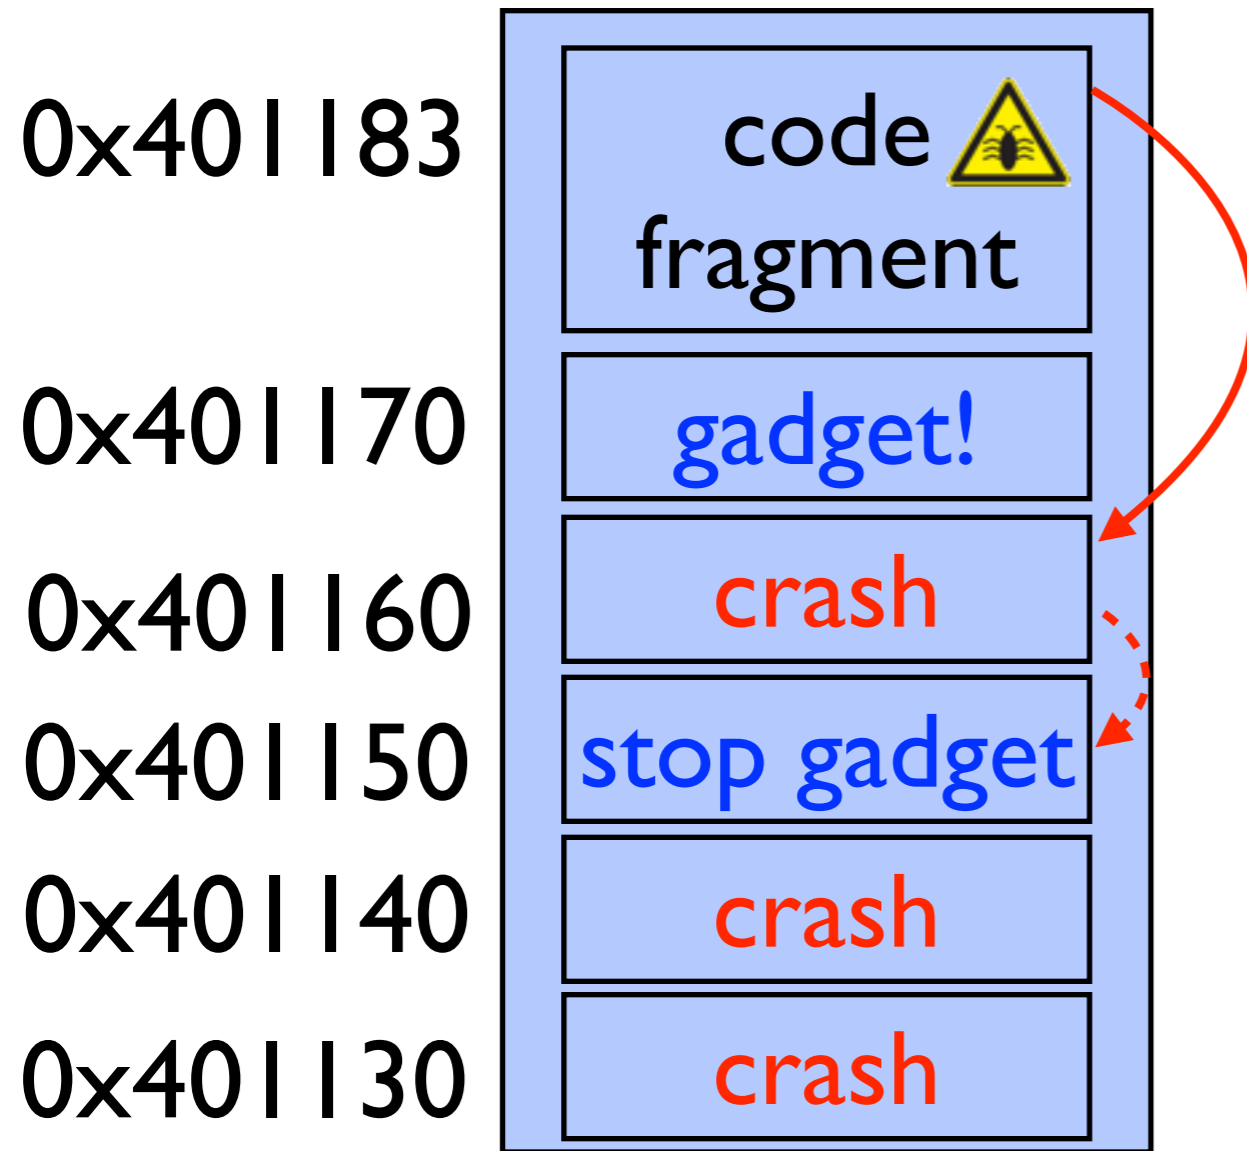 0x401183 code
fragment
0x401170 gadget!
0x401160 crash
0x401150 stop gadget
0x401140 crash
0x401130 crash